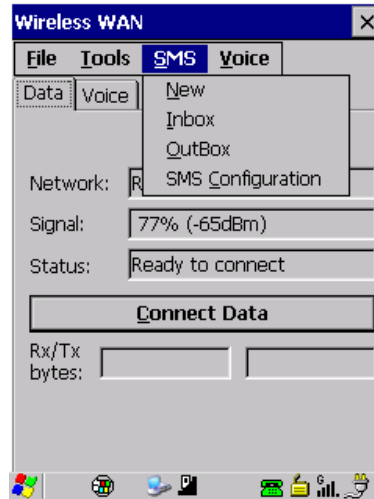 Wireless WAN
File Tools SMS Voice
Data Voice
New
Inbox
OutBox
SMS Configuration
Network: R
Signal: 77% (-65dBm)
Status: Ready to connect
Connect Data
Rx/Tx
bytes:
G